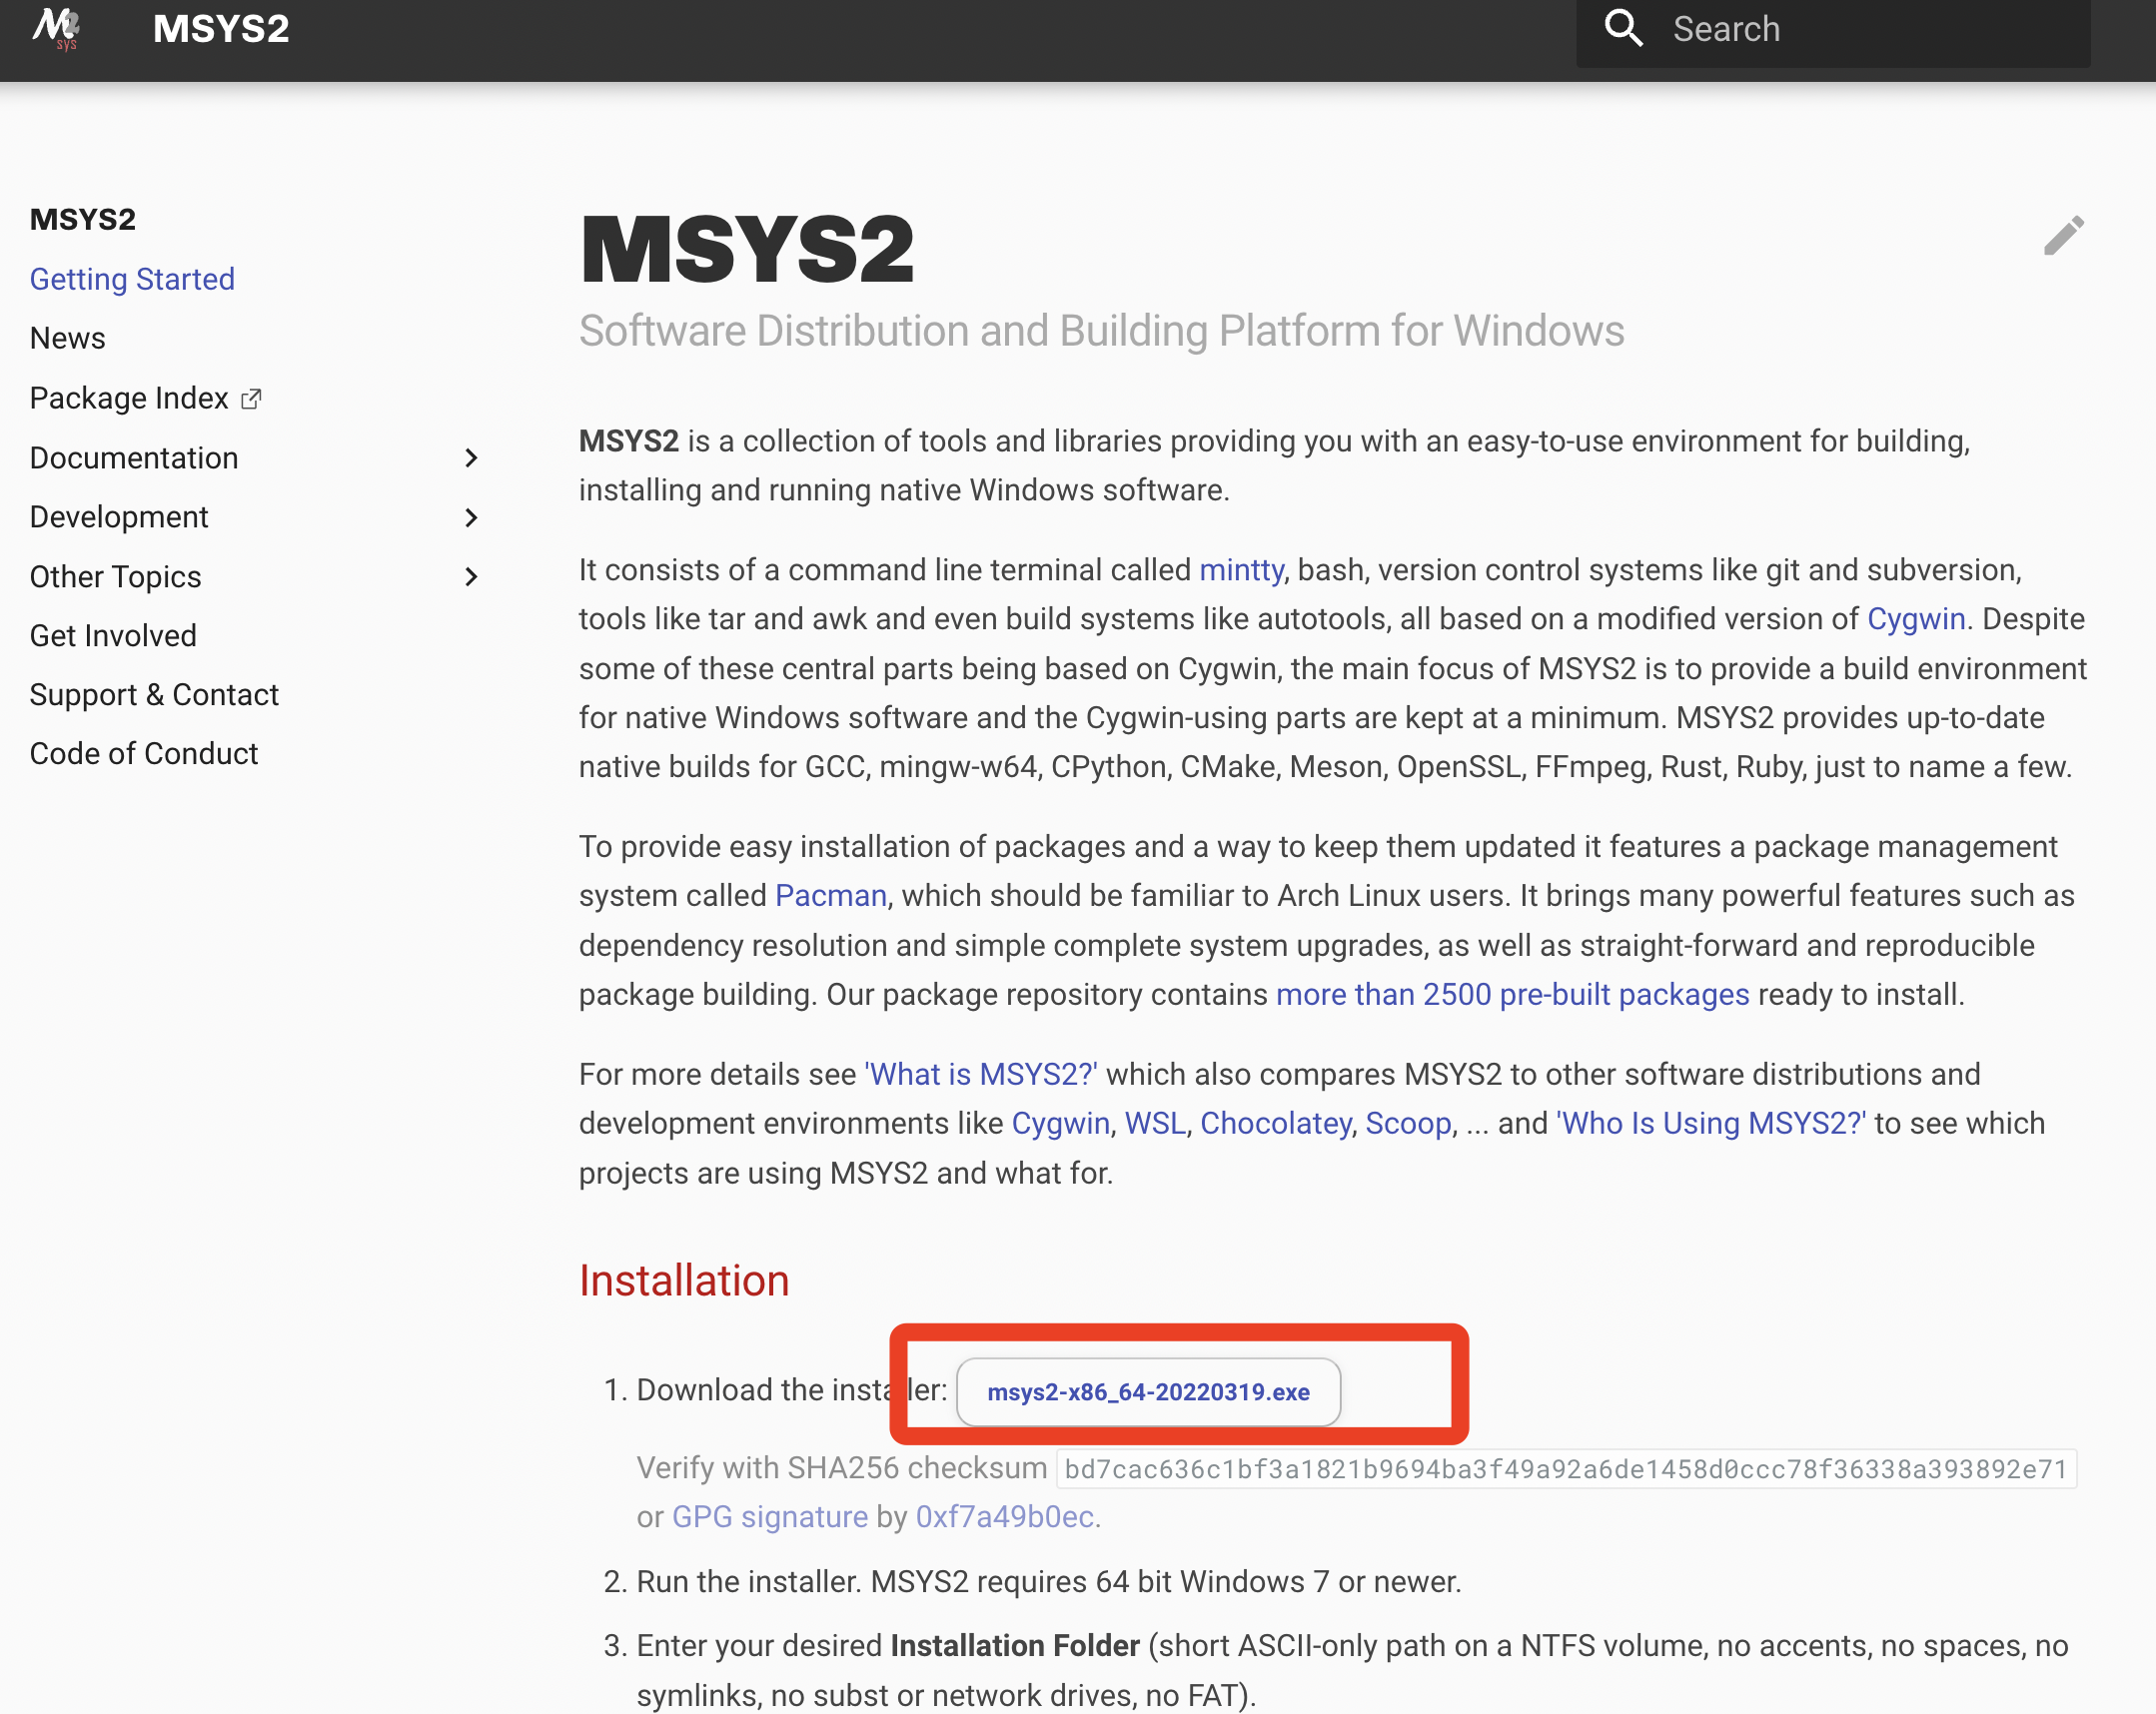 M2 sys
MSYS2
Search
MSYS2
Getting Started
News
Package Index
Documentation
Development
Other Topics
Get Involved
Support & Contact
Code of Conduct
MSYS2
Software Distribution and Building Platform for Windows
MSYS2 is a collection of tools and libraries providing you with an easy-to-use environment for building,
installing and running native Windows software.
It consists of a command line terminal called mintty, bash, version control systems like git and subversion,
tools like tar and awk and even build systems like autotools, all based on a modified version of Cygwin. Despite
some of these central parts being based on Cygwin, the main focus of MSYS2 is to provide a build environment
for native Windows software and the Cygwin-using parts are kept at a minimum. MSYS2 provides up-to-date
native builds for GCC, mingw-w64, CPython, CMake, Meson, OpenSSL, FFmpeg, Rust, Ruby, just to name a few.
To provide easy installation of packages and a way to keep them updated it features a package management
system called Pacman, which should be familiar to Arch Linux users. It brings many powerful features such as
dependency resolution and simple complete system upgrades, as well as straight-forward and reproducible
package building. Our package repository contains more than 2500 pre-built packages ready to install.
For more details see 'What is MSYS2?' which also compares MSYS2 to other software distributions and
development environments like Cygwin, WSL, Chocolatey, Scoop, ... and 'Who Is Using MSYS2?' to see which
projects are using MSYS2 and what for.
Installation
1. Download the installer: msys2-x86_64-20220319.exe
Verify with SHA256 checksum bd7cac636c1bf3a1821b9694ba3f49a92a6de1458d0ccc78f36338a393892e71
or GPG signature by 0xf7a49b0ec.
2. Run the installer. MSYS2 requires 64 bit Windows 7 or newer.
3. Enter your desired Installation Folder (short ASCII-only path on a NTFS volume, no accents, no spaces, no
symlinks, no subst or network drives, no FAT).